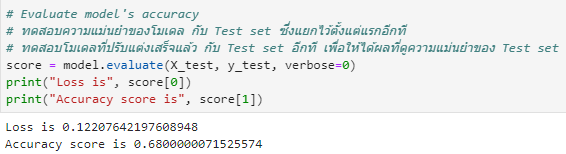 # Evaluate model's accuracy
# ทดสอบความแม่นยำของโมเดล กับ Test set ซึ่งแยกไว้ตั้งแต่แรกอีกที
# ทดสอบโมเดลที่ปรับแต่งเสร็จแล้ว กับ Test set อีกที เพื่อให้ได้ผลที่ดูความแม่นยำของ Test set
score = model.evaluate(X_test, y_test, verbose=0)
print("Loss is", score[0])
print("Accuracy score is", score[1])
Loss is 0.12207642197608948
Accuracy score is 0.6800000071525574